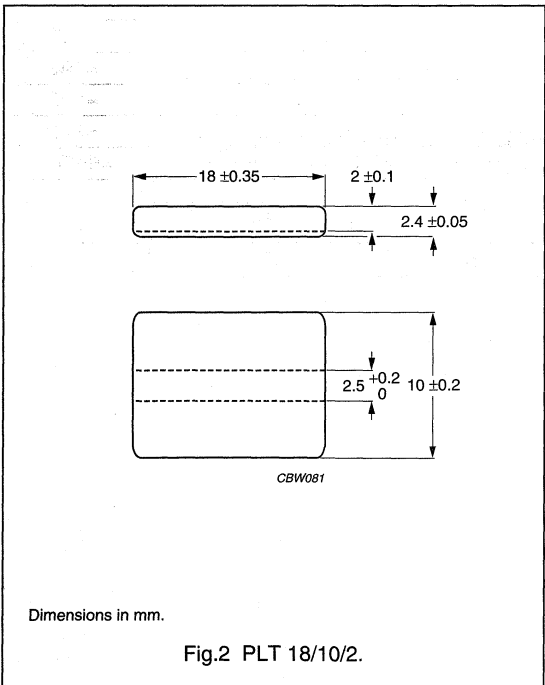 18 ±0.35
2 ±0.1
2.4 ±0.05
2.5 +0.2
0
10 ±0.2
CBW081
Dimensions in mm.
Fig.2 PLT 18/10/2.